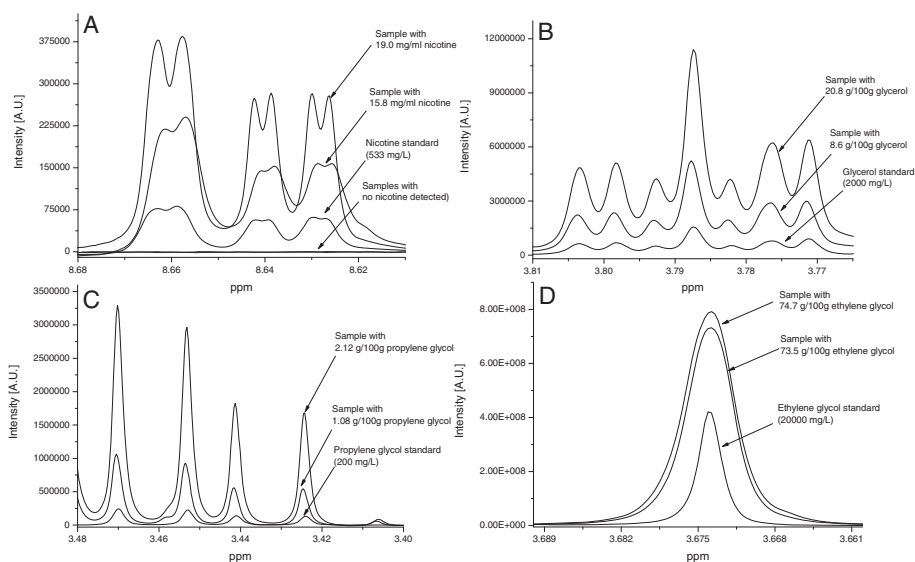 A
Intensity [A.U.]
375000
300000
225000
150000
75000
0
8.68
8.66
8.64
8.62
ppm
Sample with
19.0 mg/ml nicotine
Sample with
15.8 mg/ml nicotine
Nicotine standard
(533 mg/L)
Samples with
no nicotine detected)
B
Intensity [A.U.]
12000000
9000000
6000000
3000000
0
3.81
3.80
3.79
3.78
3.77
ppm
Sample with
20.8 g/100g glycerol
Sample with
8.6 g/100g glycerol
Glycerol standard
(2000 mg/L)
C
Intensity [A.U.]
3500000
3000000
2500000
2000000
1500000
1000000
500000
0
3.48
3.46
3.44
3.42
3.40
ppm
Sample with
2.12 g/100g propylene glycol
Sample with
1.08 g/100g propylene glycol
Propylene glycol standard
(200 mg/L)
D
Intensity [A.U.]
8.00E+008
6.00E+008
4.00E+008
2.00E+008
0.00E+000
3.689
3.682
3.675
3.668
3.661
ppm
Sample with
74.7 g/100g ethylene glycol
Sample with
73.5 g/100g ethylene glycol
Ethylene glycol standard
(20000 mg/L)